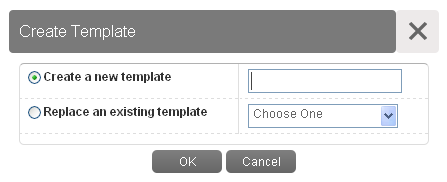 Create Template
Create a new template
Replace an existing template Choose One
OK Cancel